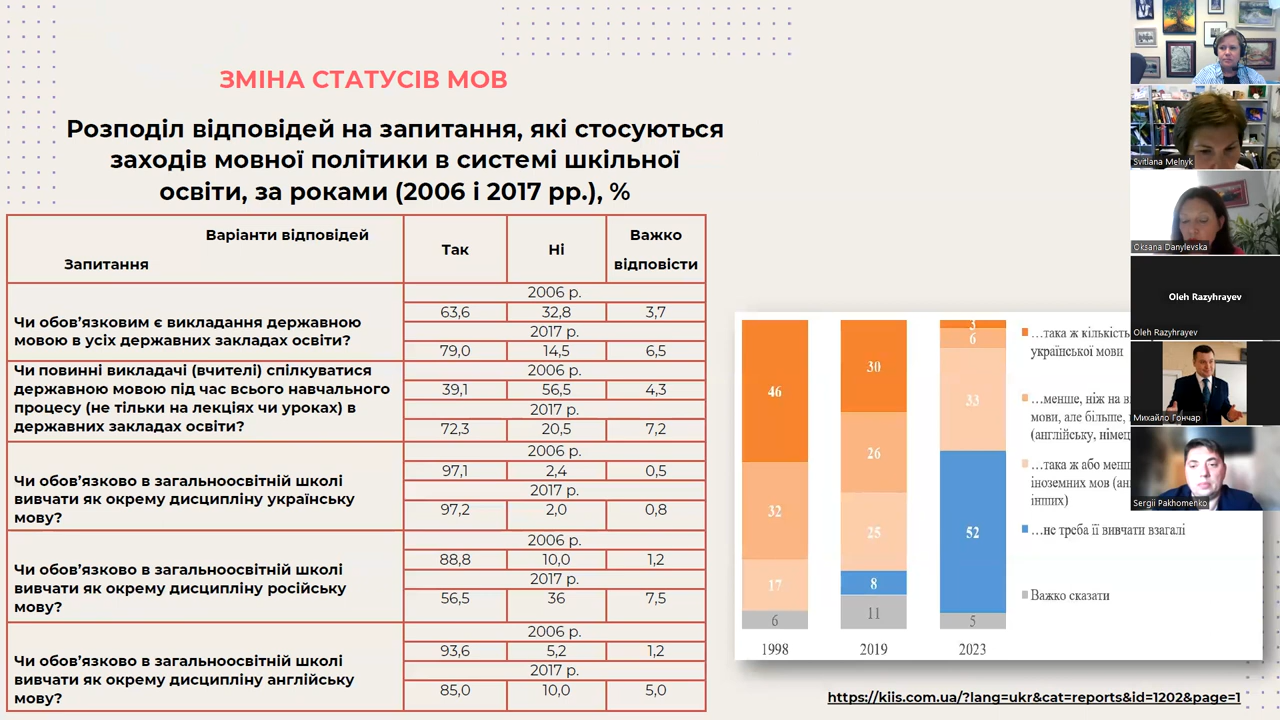 ЗМІНА СТАТУСІВ МОВ
Розподіл відповідей на запитання, які стосуються
заходів мовної політики в системі шкільної
освіти, за роками (2006 і 2017 рр.), %
Варіанти відповідей
Запитання
Так
Ні
Важко
відповісти
Чи обов’язковим є викладання державною
мовою в усіх державних закладах освіти?
2006 р.
63,6 32,8 3,7
2017 р.
79,0 14,5 6,5
Чи повинні викладачі (вчителі) спілкуватися
державною мовою під час всього навчального
процесу (не тільки на лекціях чи уроках) в
державних закладах освіти?
2006 р.
39,1 56,5 4,3
2017 р.
72,3 20,5 7,2
Чи обов’язково в загальноосвітній школі
вивчати як окрему дисципліну українську
мову?
2006 р.
97,1 2,4 0,5
2017 р.
97,2 2,0 0,8
Чи обов’язково в загальноосвітній школі
вивчати як окрему дисципліну російську
мову?
2006 р.
88,8 10,0 1,2
2017 р.
56,5 36 7,5
Чи обов’язково в загальноосвітній школі
вивчати як окрему дисципліну англійську
мову?
2006 р.
93,6 5,2 1,2
2017 р.
85,0 10,0 5,0
46
32
17
6
1998
30
26
25
8
11
2019
3
6
33
52
5
2023
…така ж кількість
української мови
…менше, ніж на
мови, але більше,
(англійську,
…така ж або
іноземних мов
інших)
…не треба її вивчати взагалі
Важко сказати
https://kiis.com.ua/?lang=ukr&cat=reports&id=1202&page=1
Svitlana Melnyk
Oksana Danylevska
Oleh Razyhrayev
Oleh Razyhrayev
Михайло Гончар
Sergii Pakhomenko